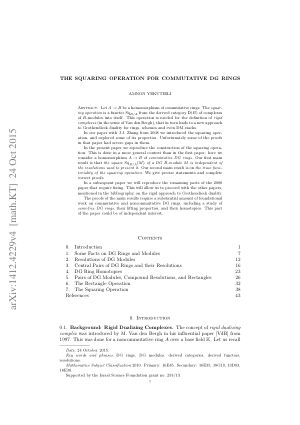 arXiv:1412.4229v4 [math.KT] 24 Oct 2015
THE SQUARING OPERATION FOR COMMUTATIVE DG RINGS
AMNON YEKUTIELI
Abstract. Let A → B be a homomorphism of commutative rings. The squaring
operation is a functor Sq_{B/A} from the derived category D(B) of complexes
of B-modules into itself. This operation is needed for the definition of rigid
complexes (in the sense of Van den Bergh), that in turn leads to a new approach
to Grothendieck duality for rings, schemes and even DM stacks.
In our paper with J.J. Zhang from 2008 we introduced the squaring operation,
and explored some of its properties. Unfortunately some of the proofs
in that paper had severe gaps in them.
In the present paper we reproduce the construction of the squaring operation.
This is done in a more general context than in the first paper: here we
consider a homomorphism A → B of commutative DG rings. Our first main
result is that the square Sq_{B/A}(M) of a DG B-module M is independent of
the resolutions used to present it. Our second main result is on the trace functoriality
of the squaring operation. We give precise statements and complete
correct proofs.
In a subsequent paper we will reproduce the remaining parts of the 2008
paper that require fixing. This will allow us to proceed with the other papers,
mentioned in the bibliography, on the rigid approach to Grothendieck duality.
The proofs of the main results require a substantial amount of foundational
work on commutative and noncommutative DG rings, including a study of
semi-free DG rings, their lifting properties, and their homotopies. This part
of the paper could be of independent interest.
Contents
0. Introduction 1
1. Some Facts on DG Rings and Modules 7
2. Resolutions of DG Modules 12
3. Central Pairs of DG Rings and their Resolutions 16
4. DG Ring Homotopies 23
5. Pairs of DG Modules, Compound Resolutions, and Rectangles 26
6. The Rectangle Operation 32
7. The Squaring Operation 38
References 43
0. Introduction
0.1. Background: Rigid Dualizing Complexes. The concept of rigid dualizing
complex was introduced by M. Van den Bergh in his influential paper [VdB] from
1997. This was done for a noncommutative ring A over a base field K. Let us recall
Date: 24 October 2015.
Key words and phrases. DG rings, DG modules, derived categories, derived functors,
resolutions.
Mathematics Subject Classification 2010. Primary: 16E45. Secondary: 16E35, 18G10, 13D03,
18E30.
Supported by the Israel Science Foundation grant no. 253/13.
1